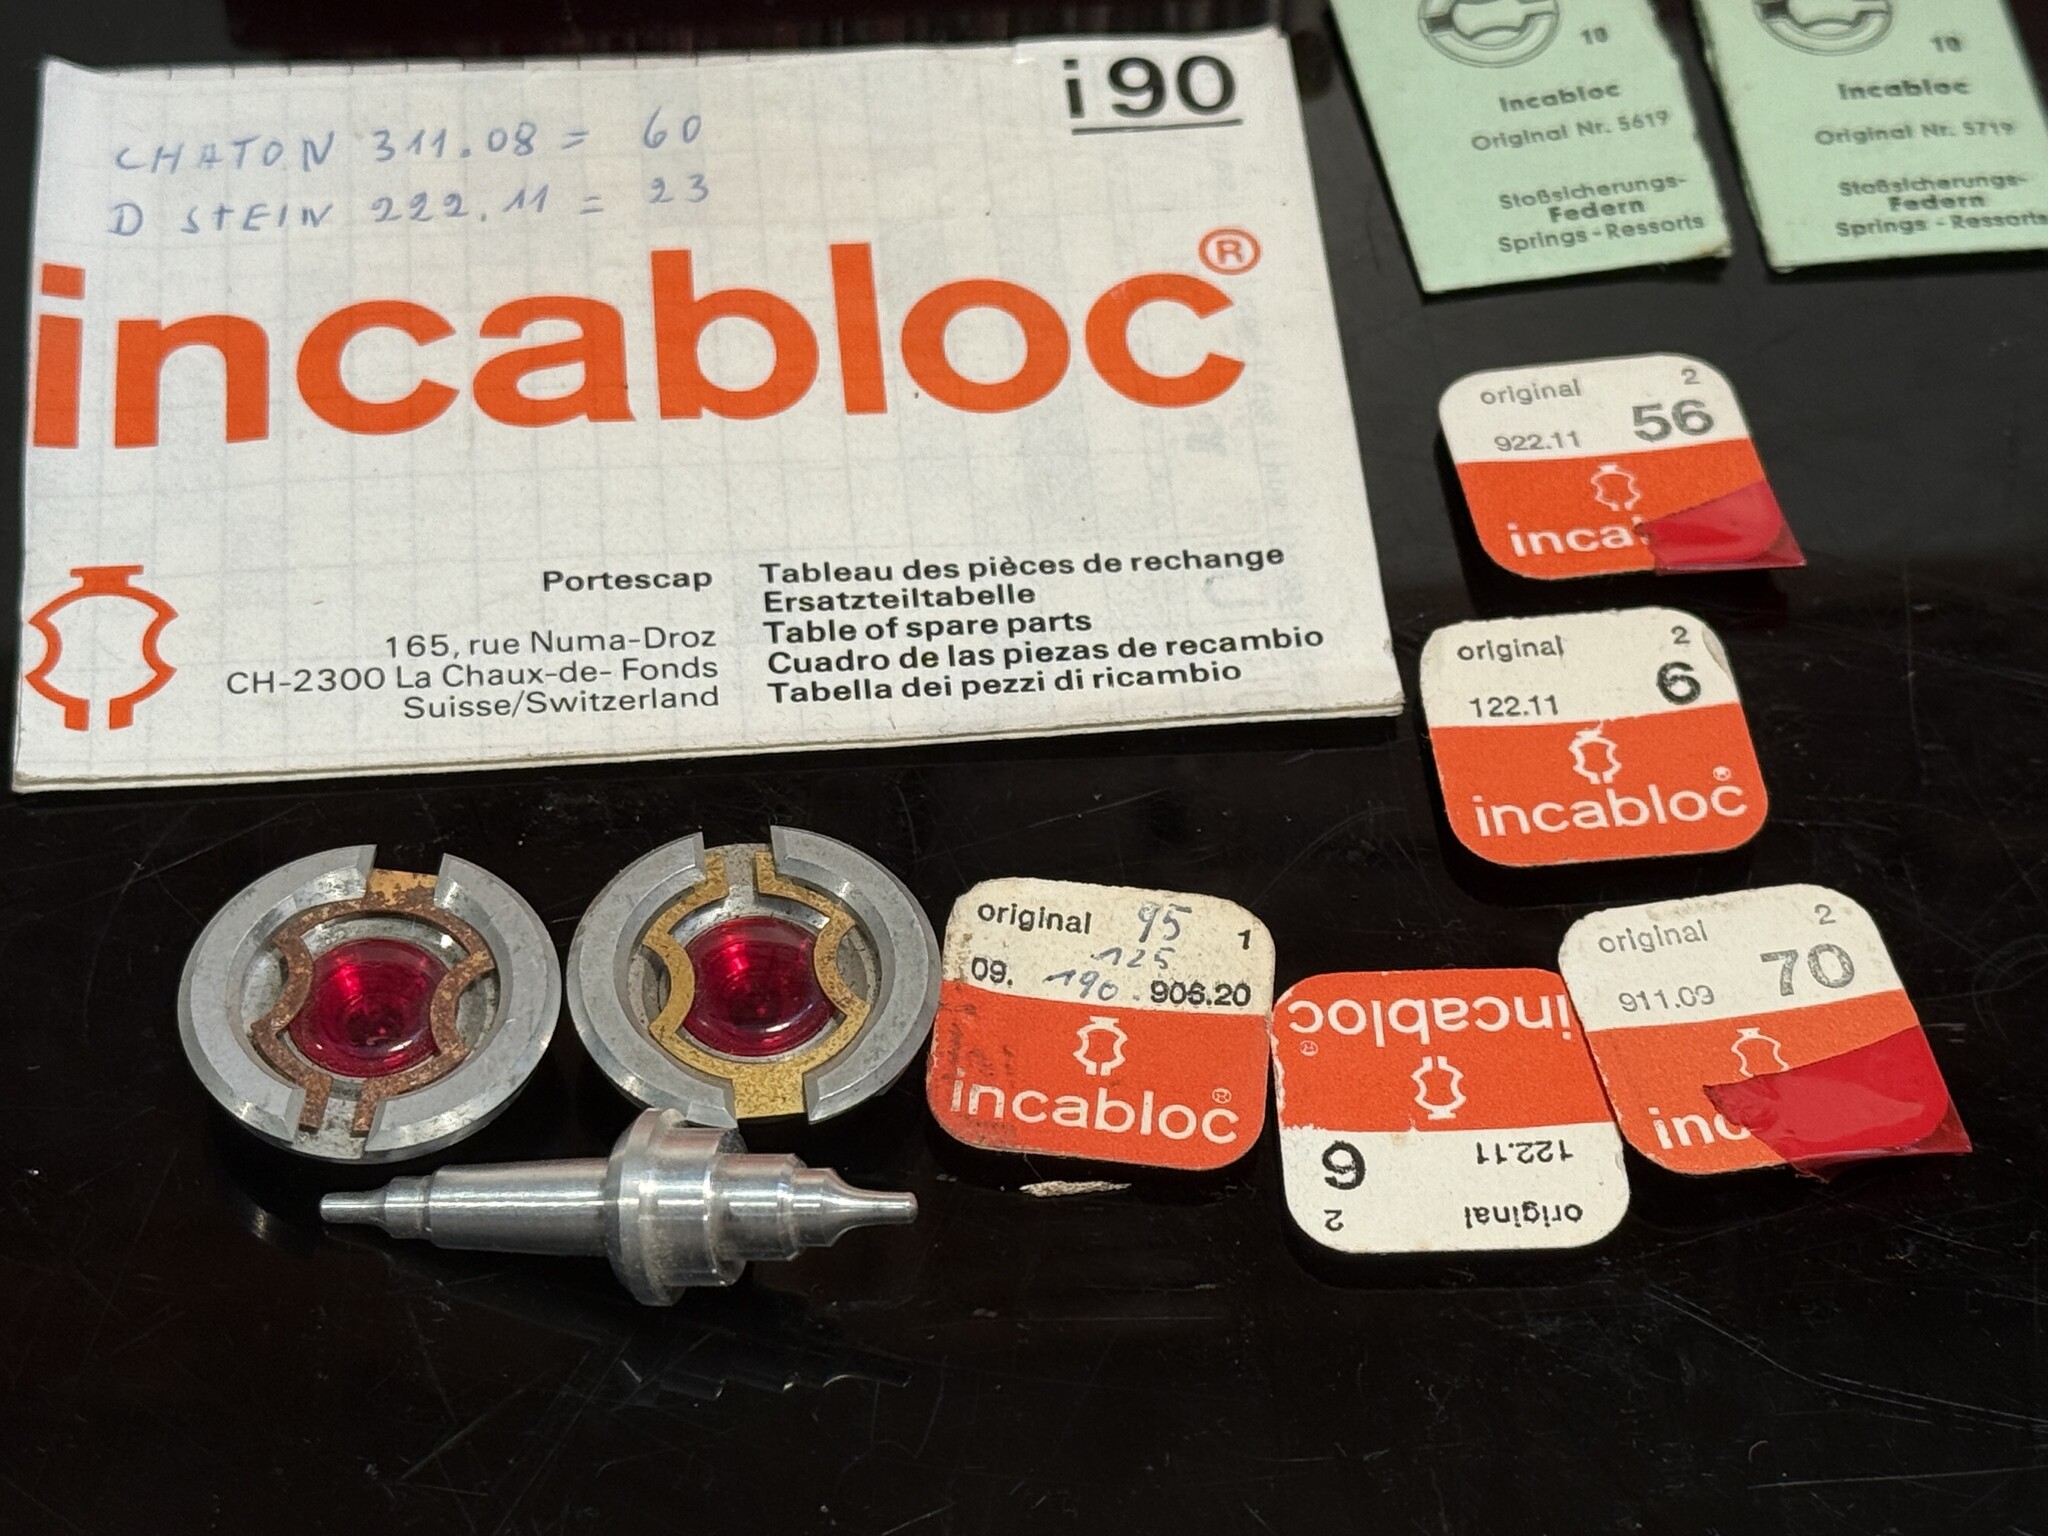 i 90
CHATON 311.08 = 60
D STEIN 222.11 = 23
incabloc®
Portescap
165, rue Numa-Droz
CH-2300 La Chaux-de- Fonds
Suisse/Switzerland
Tableau des pièces de rechange
Ersatzteiltabelle
Table of spare parts
Cuadro de las piezas de recambio
Tabella dei pezzi di ricambio
10
Incabloc
Original Nr. 5619
Stoßsicherungs-
Federn
Springs - Ressorts
10
Incabloc
Original Nr. 5719
Stoßsicherungs-
Federn
Springs - Ressorts
original 2
922.11 56
inca
original 2
122.11 6
incabloc®
original 95 1
125
09. 190 906.20
incabloc®
original 2
122.11 6
incabloc®
original 2
911.09 70
inc